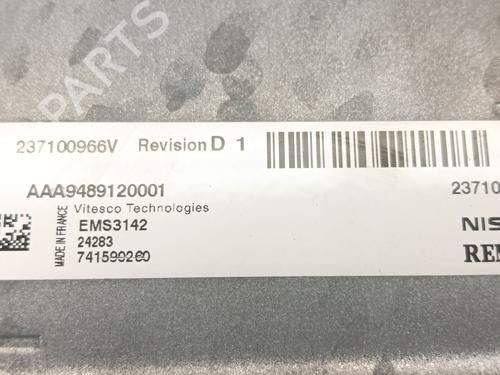 PARTS
237100966V Revision D 1
AAA9489120001
23710
MADE IN FRANCE
Vitesco Technologies
EMS3142
24283
741599260
NIS
REN